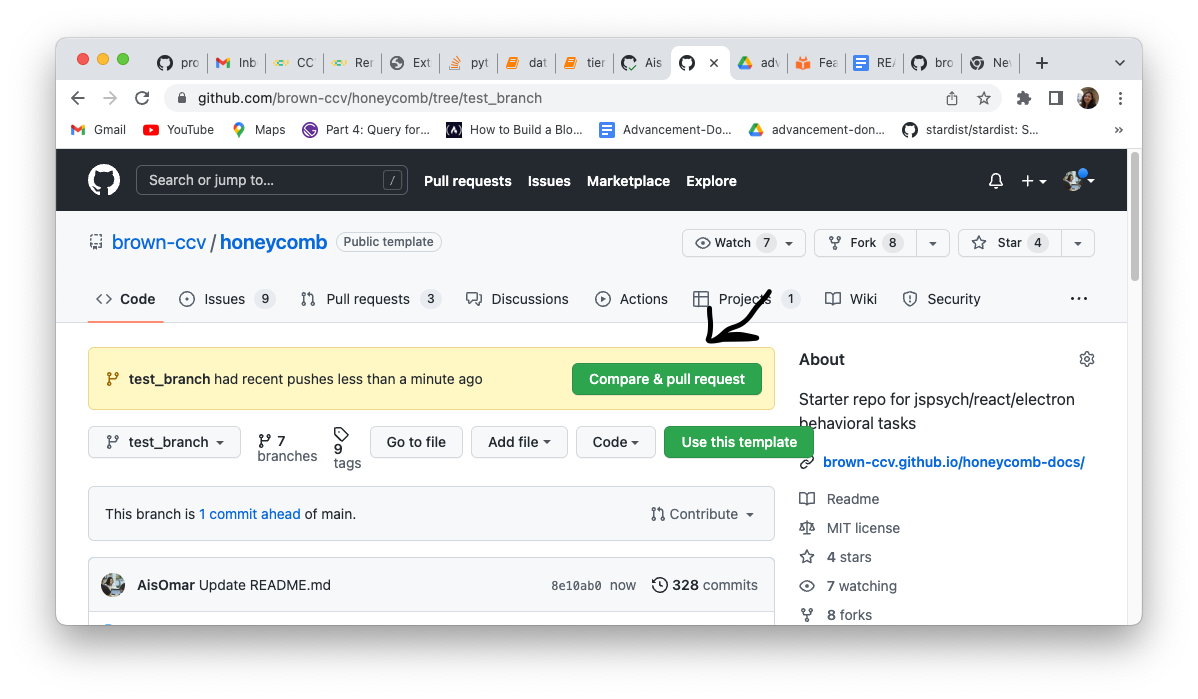 pro Inb CC Rer Ext pyt dat tier Ais adv Fea REA bro Nev
github.com/brown-ccv/honeycomb/tree/test_branch
Gmail YouTube Maps Part 4: Query for... How to Build a Blo... Advancement-Do... advancement-don... stardist/stardist: S... »
Search or jump to... / Pull requests Issues Marketplace Explore
brown-ccv / honeycomb Public template Watch 7 Fork 8 Star 4
Code Issues 9 Pull requests 3 Discussions Actions Projects 1 Wiki Security ...
test_branch had recent pushes less than a minute ago Compare & pull request
test_branch 7 branches 9 tags Go to file Add file Code Use this template
This branch is 1 commit ahead of main. Contribute
AisOmar Update README.md 8e10ab0 now 328 commits
About
Starter repo for jspsych/react/electron
behavioral tasks
brown-ccv.github.io/honeycomb-docs/
Readme
MIT license
4 stars
7 watching
8 forks